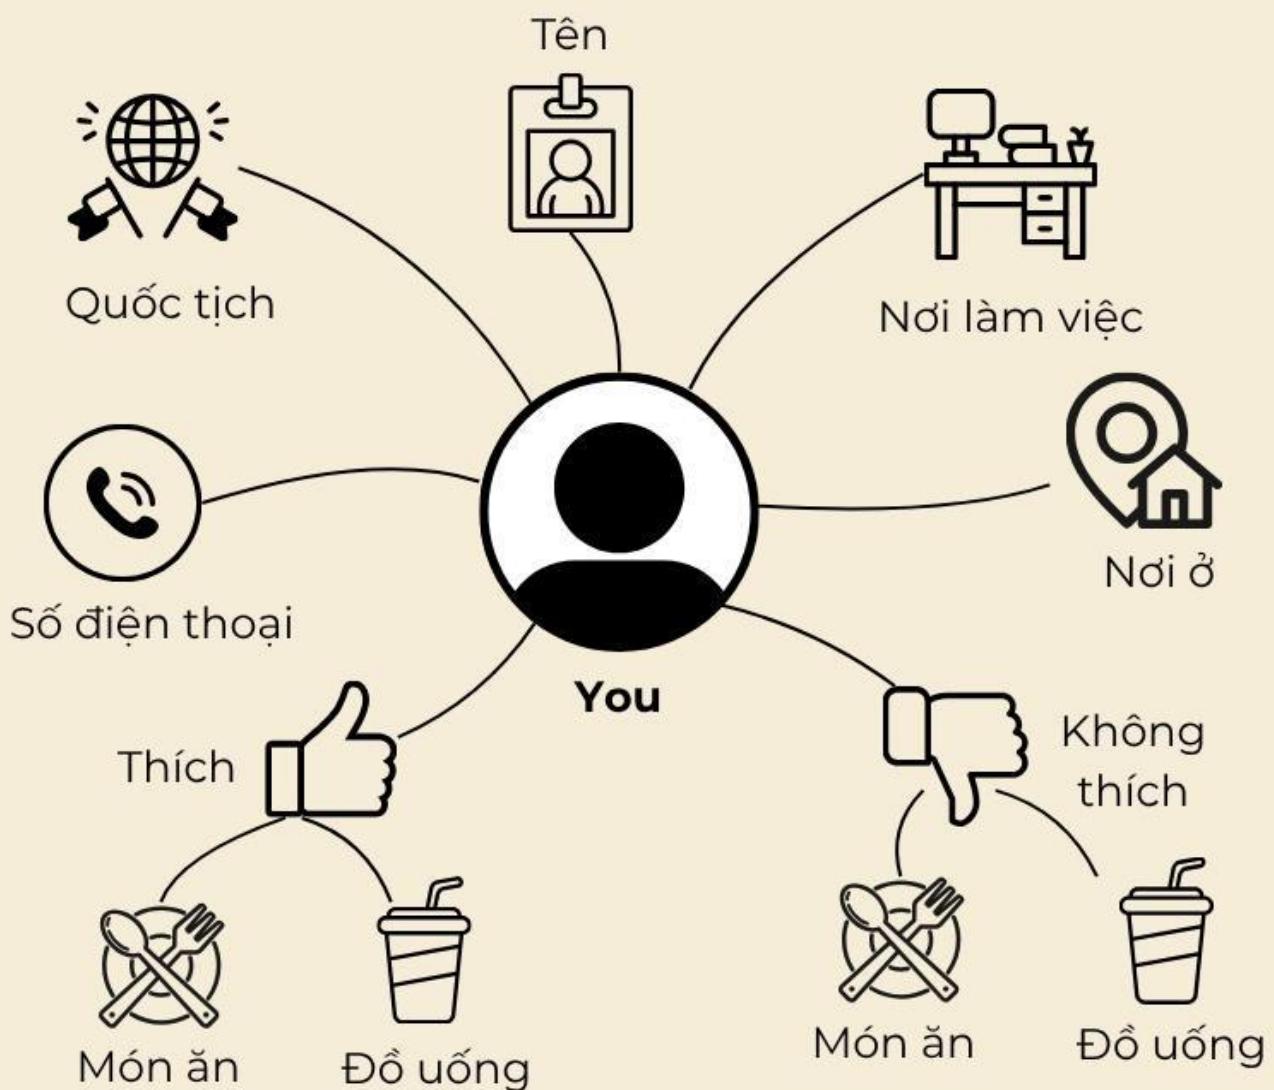 Tên
Quốc tịch
Nơi làm việc
Số điện thoại
Nơi ở
You
Thích
Không
thích
Món ăn
Đồ uống
Món ăn
Đồ uống